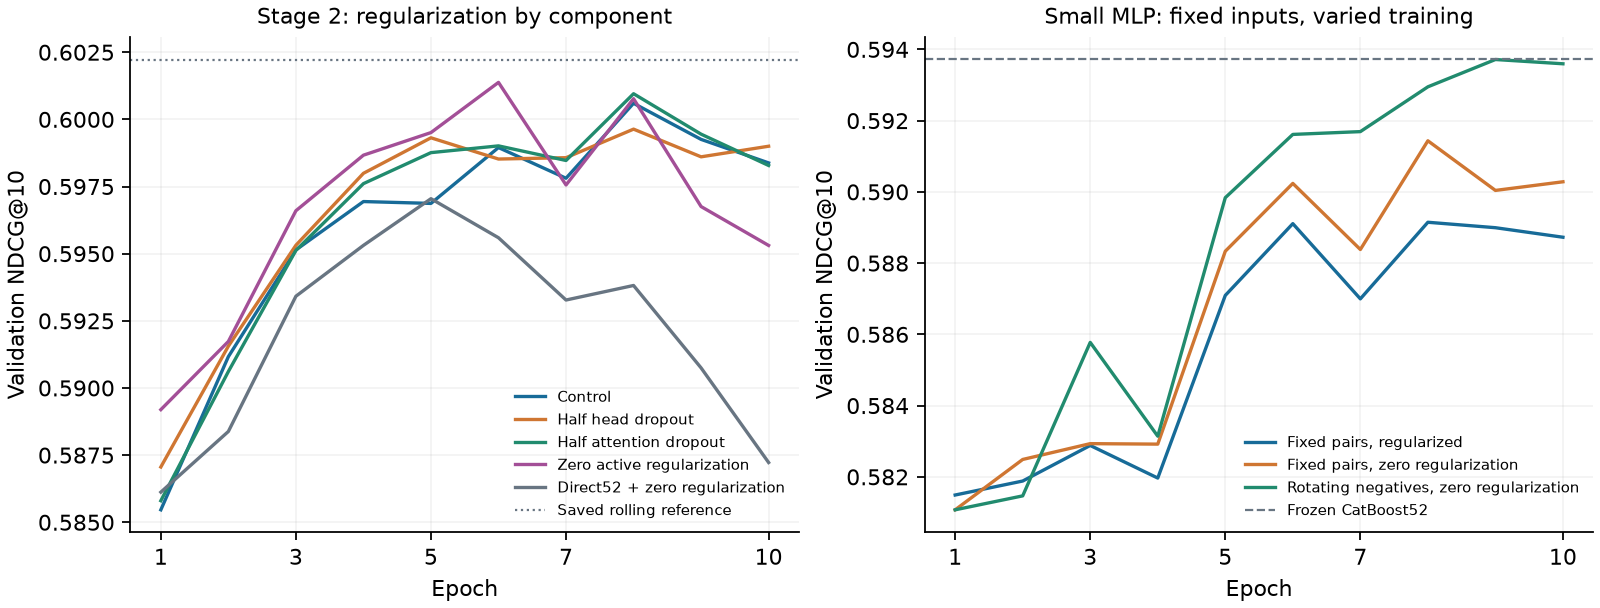 Stage 2: regularization by component
Validation NDCG@10
0.6025
0.6000
0.5975
0.5950
0.5925
0.5900
0.5875
0.5850
Control
Half head dropout
Half attention dropout
Zero active regularization
Direct52 + zero regularization
Saved rolling reference
1
3
5
7
10
Epoch
Small MLP: fixed inputs, varied training
Validation NDCG@10
0.594
0.592
0.590
0.588
0.586
0.584
0.582
Fixed pairs, regularized
Fixed pairs, zero regularization
Rotating negatives, zero regularization
Frozen CatBoost52
1
3
5
7
10
Epoch